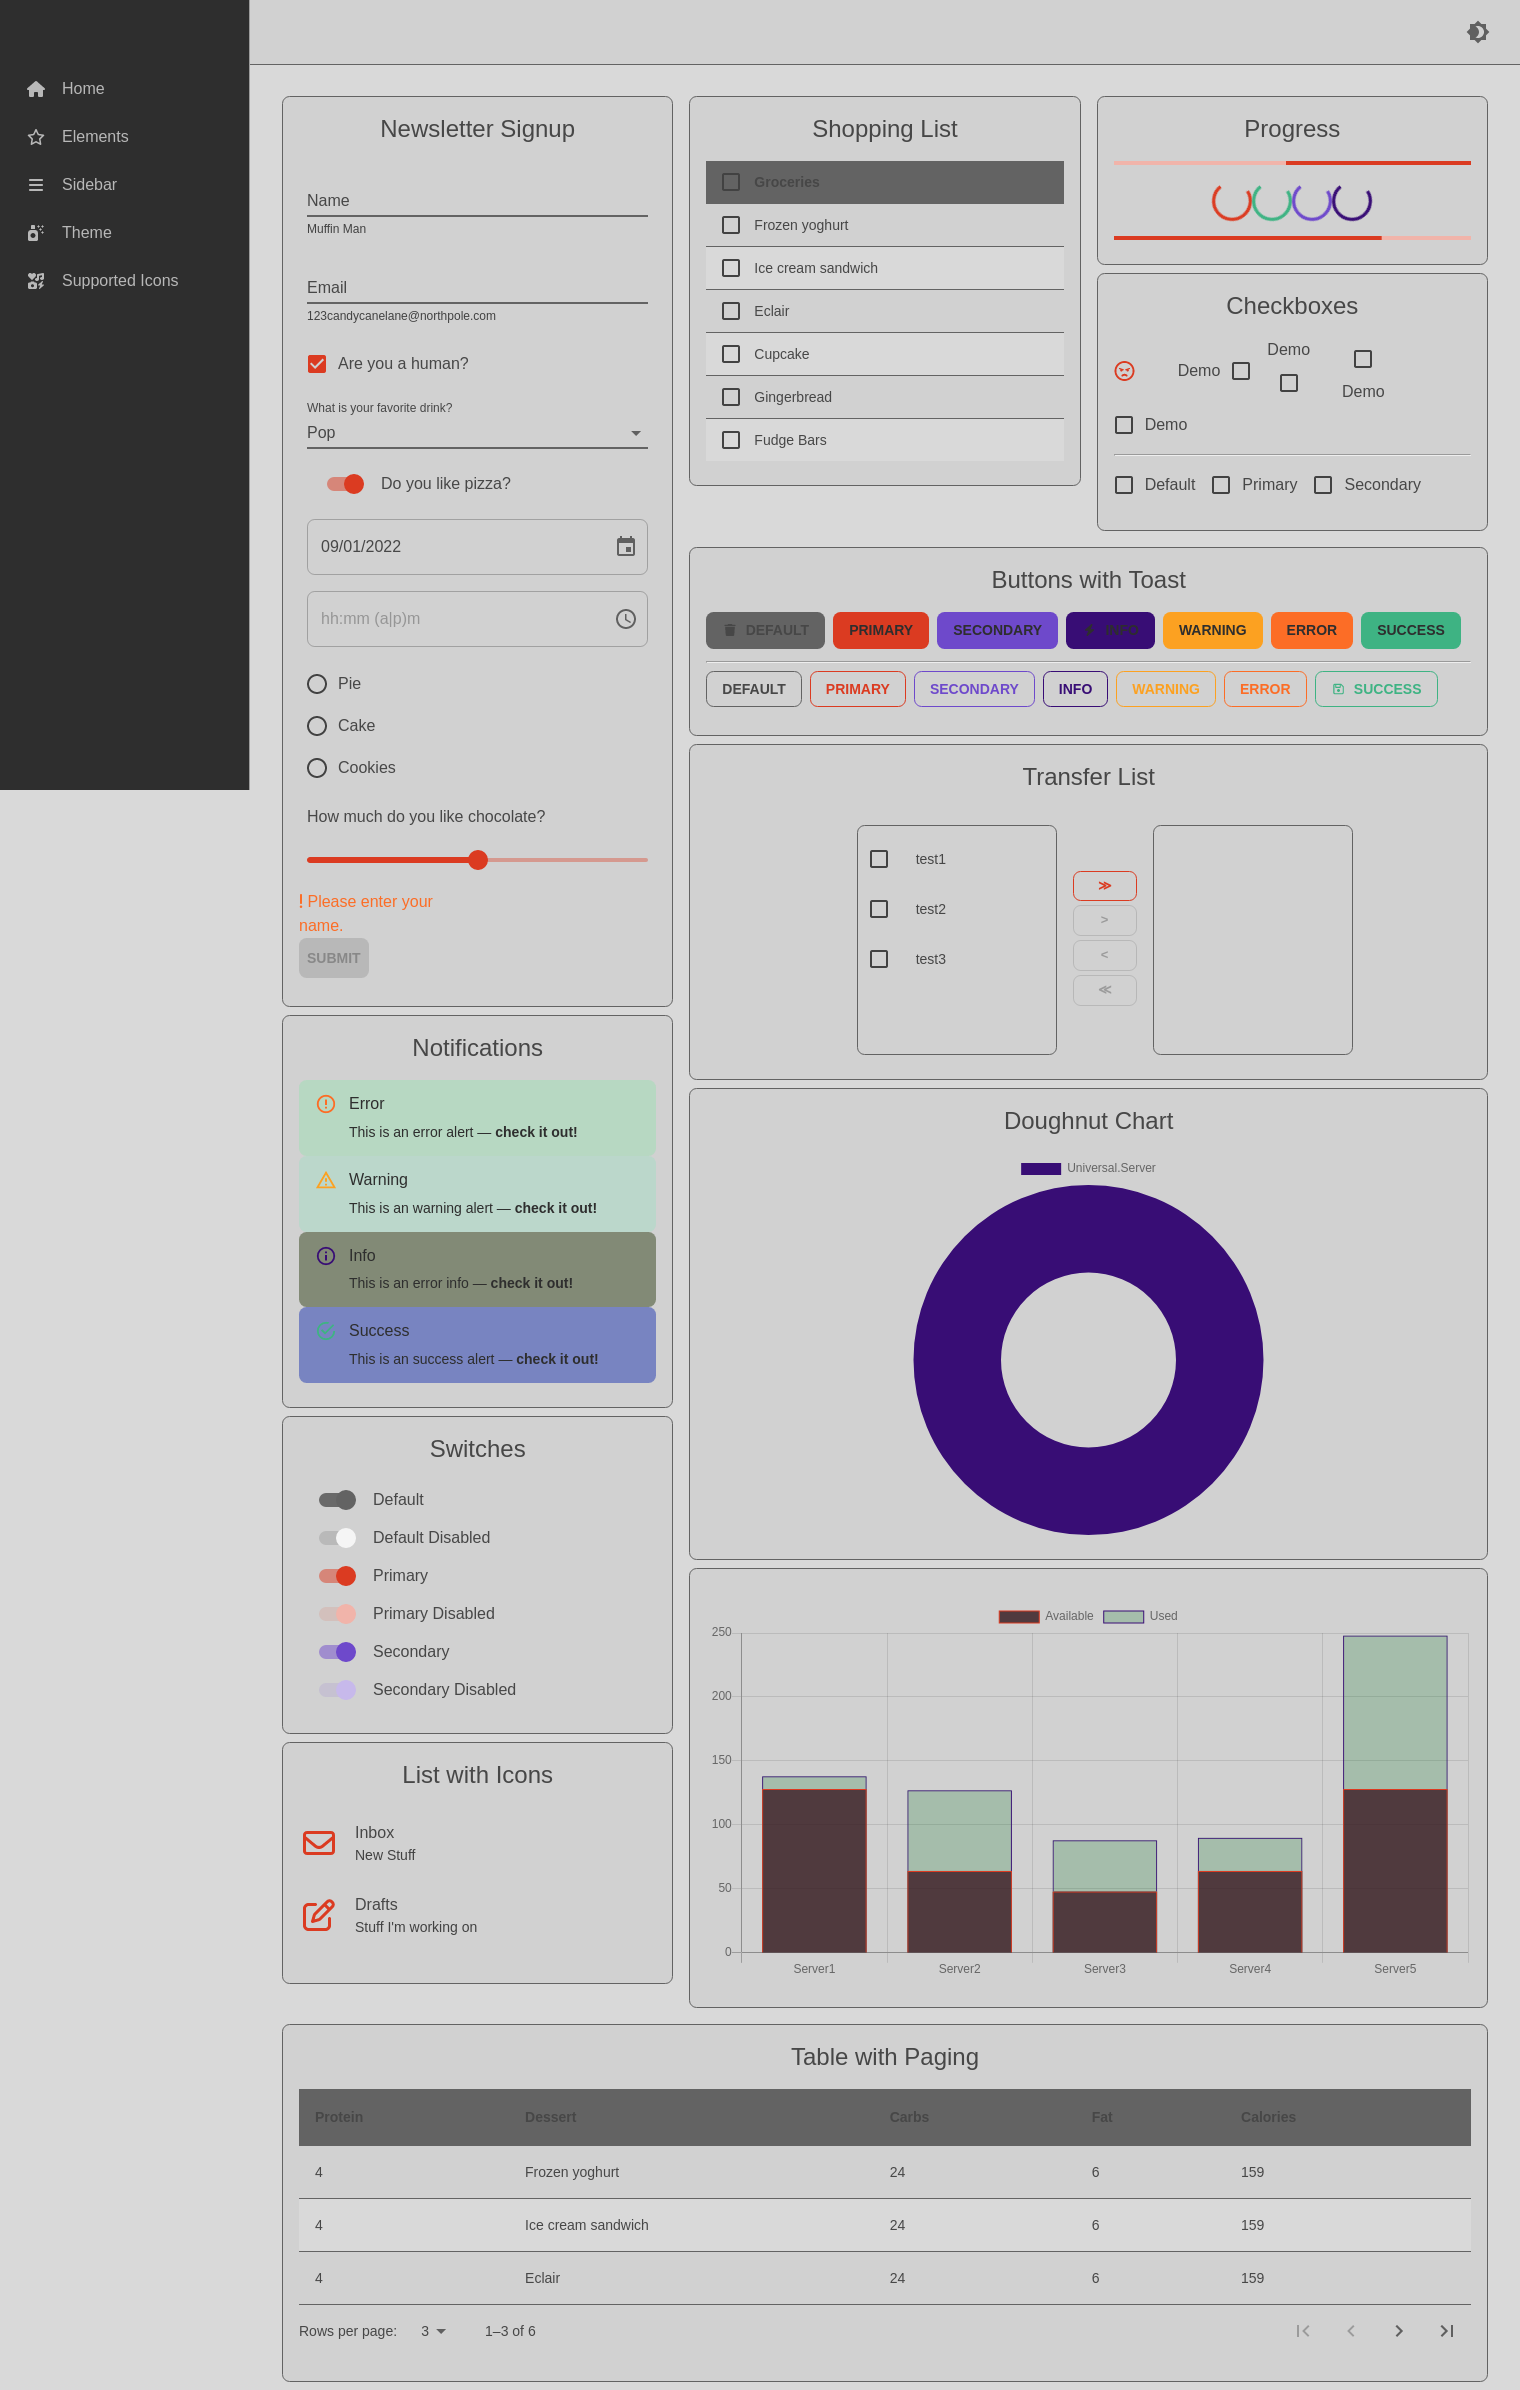 Home
Elements
Sidebar
Theme
Supported Icons
Newsletter Signup
Name
Muffin Man
Email
123candycanelane@northpole.com
Are you a human?
What is your favorite drink?
Pop
Do you like pizza?
09/01/2022
hh:mm (a|p)m
Pie
Cake
Cookies
How much do you like chocolate?
! Please enter your
name.
SUBMIT
Notifications
Error
This is an error alert — check it out!
Warning
This is an warning alert — check it out!
Info
This is an error info — check it out!
Success
This is an success alert — check it out!
Switches
Default
Default Disabled
Primary
Primary Disabled
Secondary
Secondary Disabled
List with Icons
Inbox
New Stuff
Drafts
Stuff I'm working on
Shopping List
Groceries
Frozen yoghurt
Ice cream sandwich
Eclair
Cupcake
Gingerbread
Fudge Bars
Progress
Checkboxes
Demo
Demo
Demo
Demo
Default Primary Secondary
Buttons with Toast
DEFAULT PRIMARY SECONDARY INFO WARNING ERROR SUCCESS
DEFAULT PRIMARY SECONDARY INFO WARNING ERROR SUCCESS
Transfer List
test1
test2
test3
≫
>
<
≪
Doughnut Chart
Universal.Server
Available Used
250
200
150
100
50
0
Server1 Server2 Server3 Server4 Server5
Table with Paging
Protein Dessert Carbs Fat Calories
4 Frozen yoghurt 24 6 159
4 Ice cream sandwich 24 6 159
4 Eclair 24 6 159
Rows per page: 3 1–3 of 6